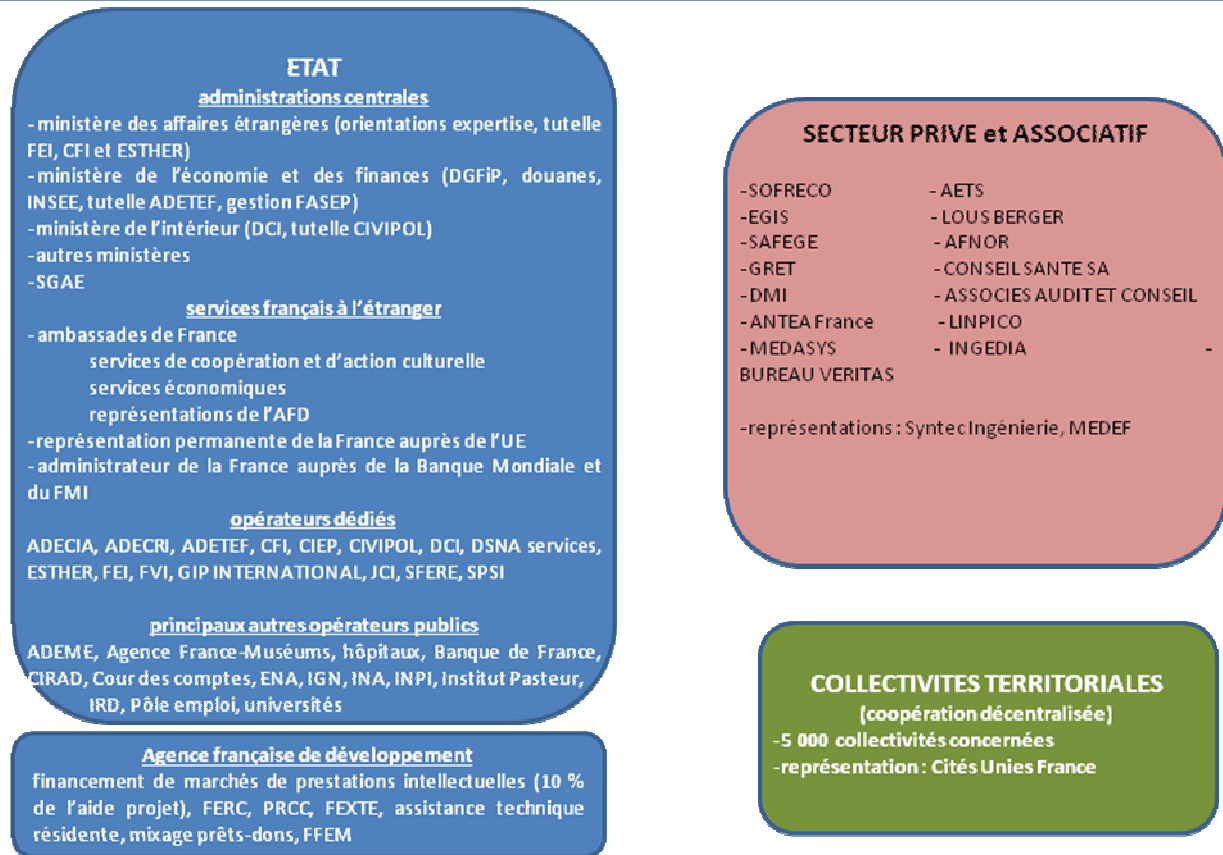 ETAT
administrations centrales
-ministère des affaires étrangères (orientations expertise, tutelle
FEI, CFI et ESTHER)
-ministère de l'économie et des finances (DGFiP, douanes,
INSEE, tutelle ADETEF, gestion FASEP)
-ministère de l'intérieur (DCI, tutelle CIVIPOL)
-autres ministères
-SGAE
services français à l'étranger
-ambassades de France
services de coopération et d'action culturelle
services économiques
représentations de l'AFD
-représentation permanente de la France auprès de l'UE
-administrateur de la France auprès de la Banque Mondiale et
du FMI
opérateurs dédiés
ADECIA, ADECRI, ADETEF, CFI, CIEP, CIVIPOL, DCI, DSNA services,
ESTHER, FEI, FVI, GIP INTERNATIONAL, JCI, SFERE, SPSI
principaux autres opérateurs publics
ADEME, Agence France-Muséums, hôpitaux, Banque de France,
CIRAD, Cour des comptes, ENA, IGN, INA, INPI, Institut Pasteur,
IRD, Pôle emploi, universités
Agence française de développement
financement de marchés de prestations intellectuelles (10 %
de l'aide projet), FERC, PRCC, FEXTE, assistance technique
résidente, mixage prêts-dons, FFEM
SECTEUR PRIVE et ASSOCIATIF
-SOFRECO - AETS
-EGIS - LOUS BERGER
-SAFEGE - AFNOR
-GRET - CONSEIL SANTE SA
-DMI - ASSOCIES AUDIT ET CONSEIL
-ANTEA France - LINPICO
-MEDASYS - INGEDIA -
BUREAU VERITAS
-représentations : Syntec Ingénierie, MEDEF
COLLECTIVITES TERRITORIALES
(coopération décentralisée)
-5 000 collectivités concernées
-représentation : Cités Unies France